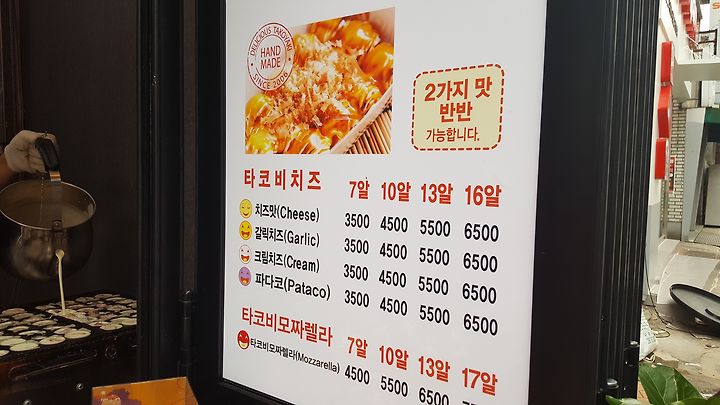 DELICIOUS TAKOYAKI
HAND
MADE
SINCE 2006
2가지 맛
반반
가능합니다.
타코비치즈 7알 10알 13알 16알
치즈맛(Cheese) 3500 4500 5500 6500
갈릭치즈(Garlic) 3500 4500 5500 6500
크림치즈(Cream) 3500 4500 5500 6500
파다코(Pataco) 3500 4500 5500 6500
타코비모짜렐라 7알 10알 13알 17알
타코비모짜렐라(Mozzarella) 4500 5500 6500